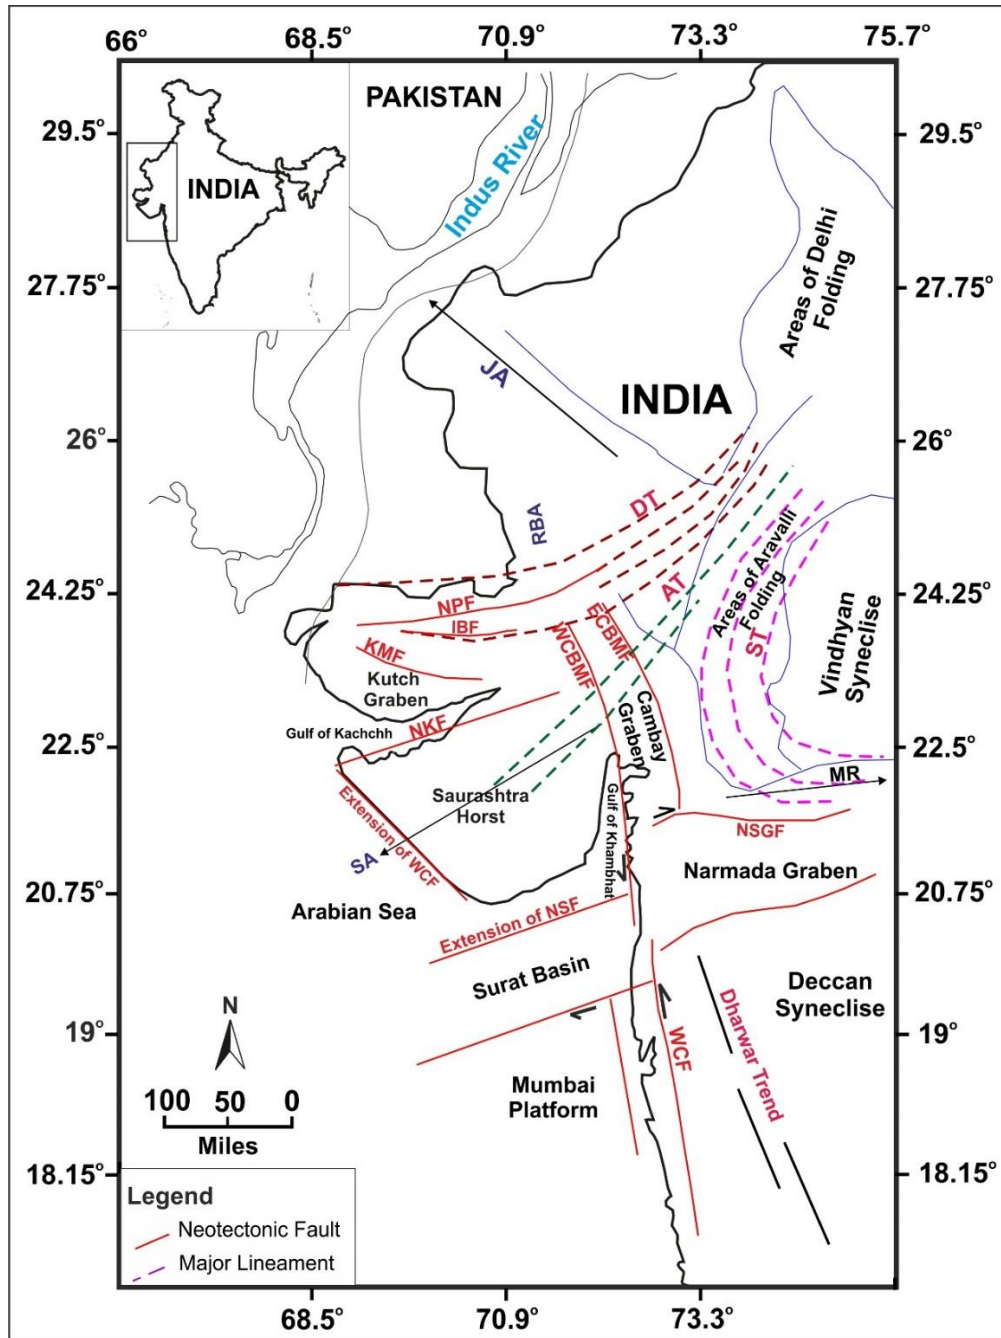 66°
68.5°
70.9°
73.3°
75.7°
PAKISTAN
Indus River
INDIA
29.5°
29.5°
27.75°
27.75°
Areas of Delhi
Folding
JA
INDIA
26°
26°
RBA
DT
AT
Areas of Aravalli
Folding
ST
Vindhyan
Syneclise
24.25°
24.25°
NPF
IBF
KMF
WCBMF
ECBMF
Kutch
Graben
Cambay
Graben
Gulf of Kachchh
NKF
22.5°
22.5°
MR
Saurashtra
Horst
Gulf of Khambhat
Extension of WCF
SA
NSGF
Narmada Graben
20.75°
20.75°
Arabian Sea
Extension of NSF
Surat Basin
Deccan
Syneclise
Dharwar Trend
N
19°
19°
WCF
Mumbai
Platform
100 50 0
Miles
18.15°
18.15°
Legend
Neotectonic Fault
Major Lineament
68.5°
70.9°
73.3°